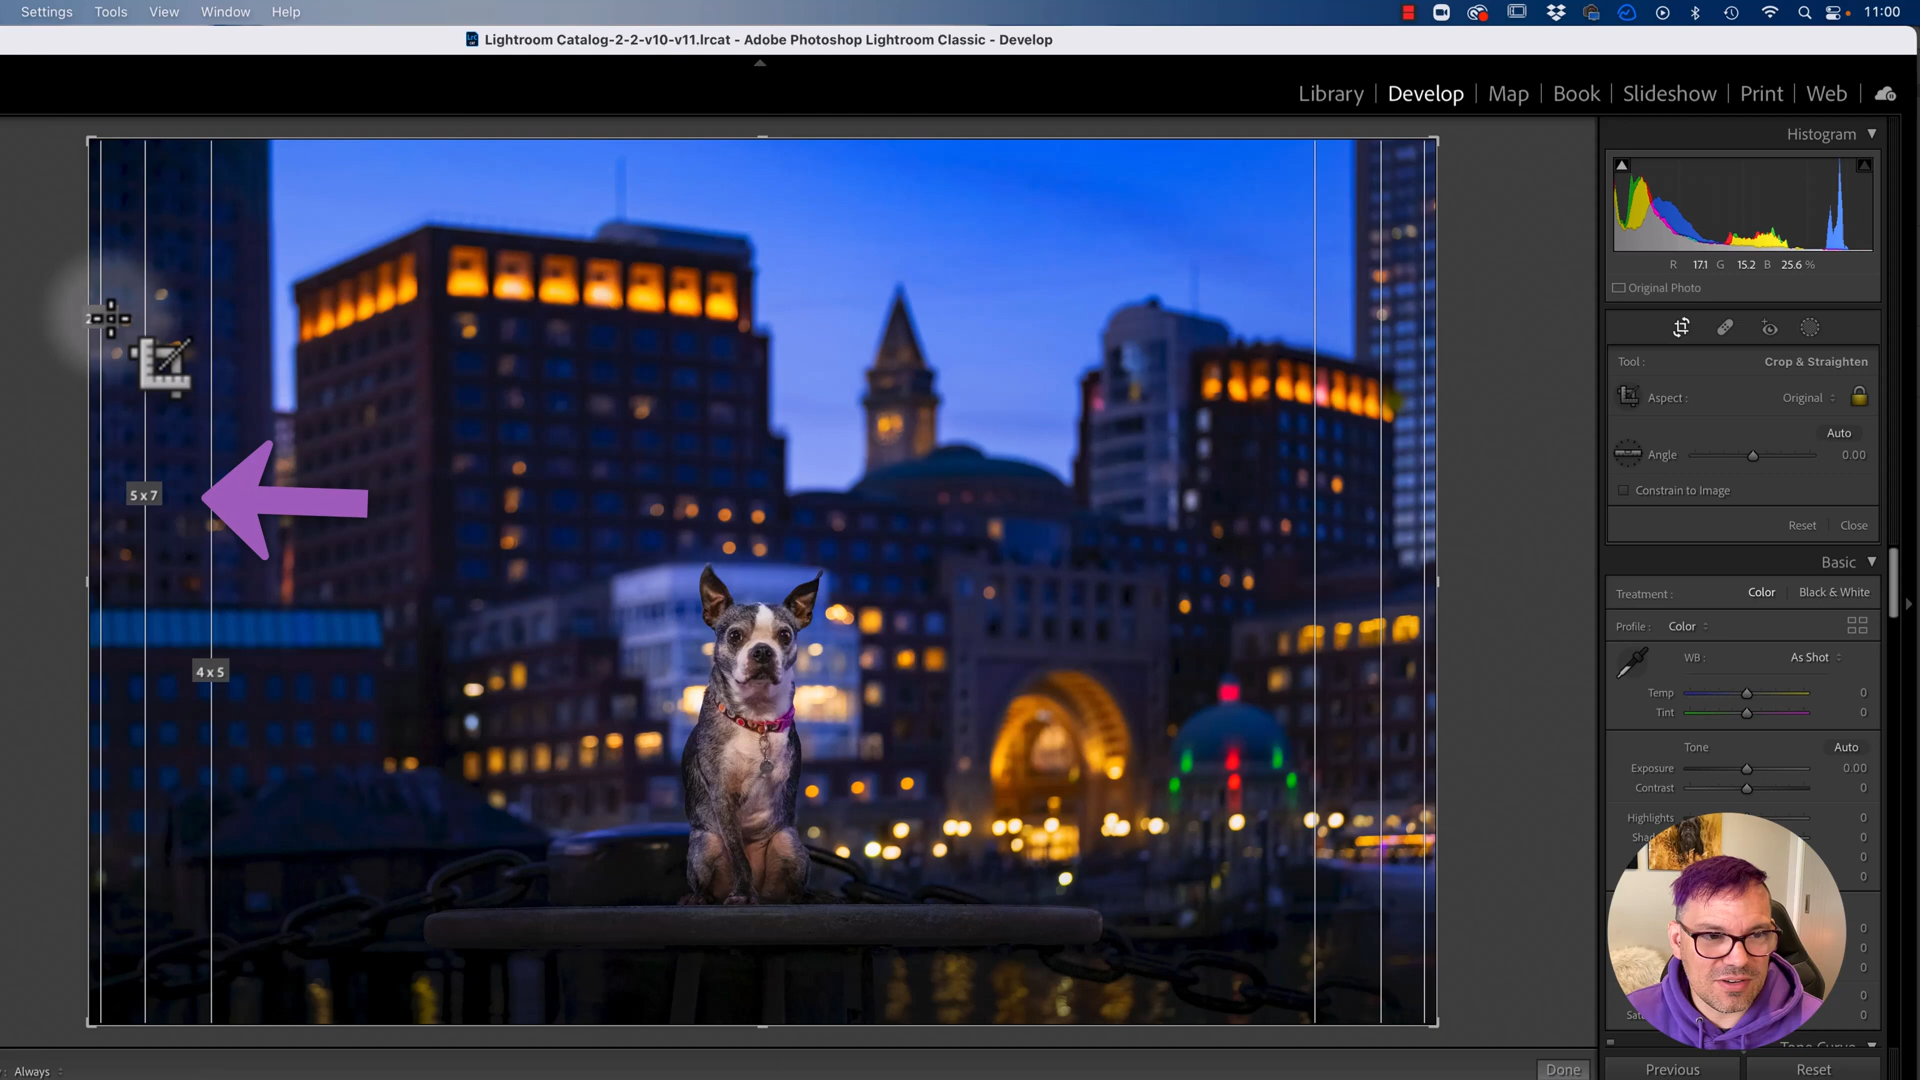 Settings Tools View Window Help 11:00
Lightroom Catalog-2-2-v10-v11.lrcat - Adobe Photoshop Lightroom Classic - Develop
Library | Develop | Map | Book | Slideshow | Print | Web
Histogram
R 17.1 G 15.2 B 25.6 %
Original Photo
Tool : Crop & Straighten
Aspect : Original
Auto
Angle 0.00
Constrain to Image
Reset Close
5 x 7
4 x 5
Basic
Treatment : Color Black & White
Profile : Color
WB : As Shot
Temp 0
Tint 0
Tone Auto
Exposure 0.00
Contrast 0
Highlights 0
0
0
0
0
0
0
0
0
Tone Curve
: Always
Done
Previous Reset